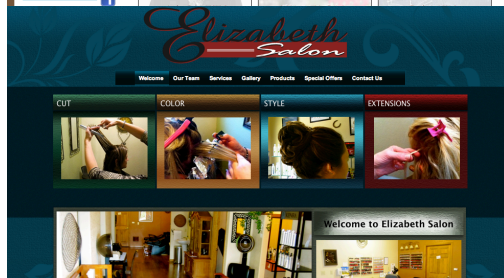 Elizabeth
Salon
Welcome Our Team Services Gallery Products Special Offers Contact Us
CUT COLOR STYLE EXTENSIONS
Welcome to Elizabeth Salon